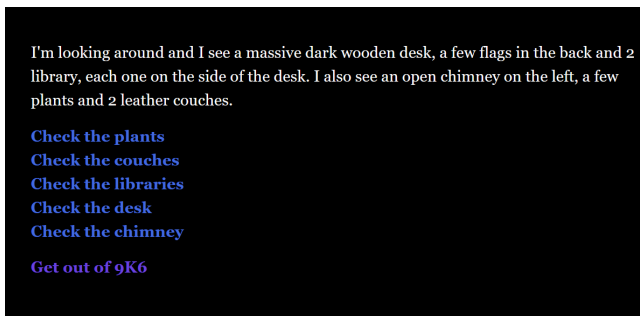 I'm looking around and I see a massive dark wooden desk, a few flags in the back and 2
library, each one on the side of the desk. I also see an open chimney on the left, a few
plants and 2 leather couches.
Check the plants
Check the couches
Check the libraries
Check the desk
Check the chimney
Get out of 9K6